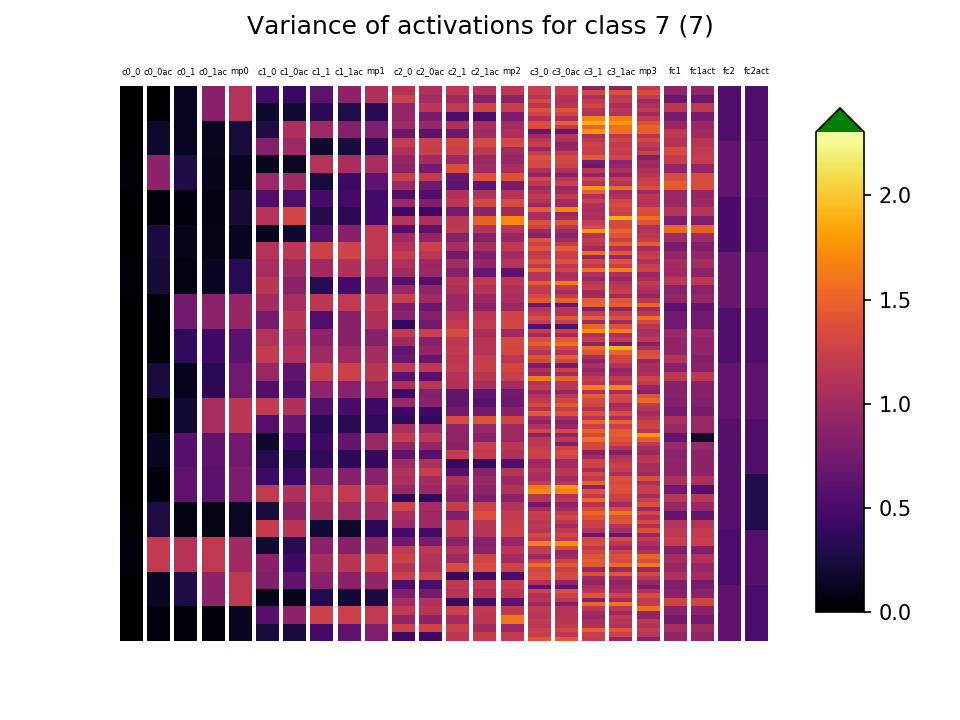 Variance of activations for class 7 (7)
c0_0 c0_0ac c0_1 c0_1ac mp0 c1_0 c1_0ac c1_1 c1_1ac mp1 c2_0 c2_0ac c2_1 c2_1ac mp2 c3_0 c3_0ac c3_1 c3_1ac mp3 fc1 fc1act fc2 fc2act
2.0
1.5
1.0
0.5
0.0